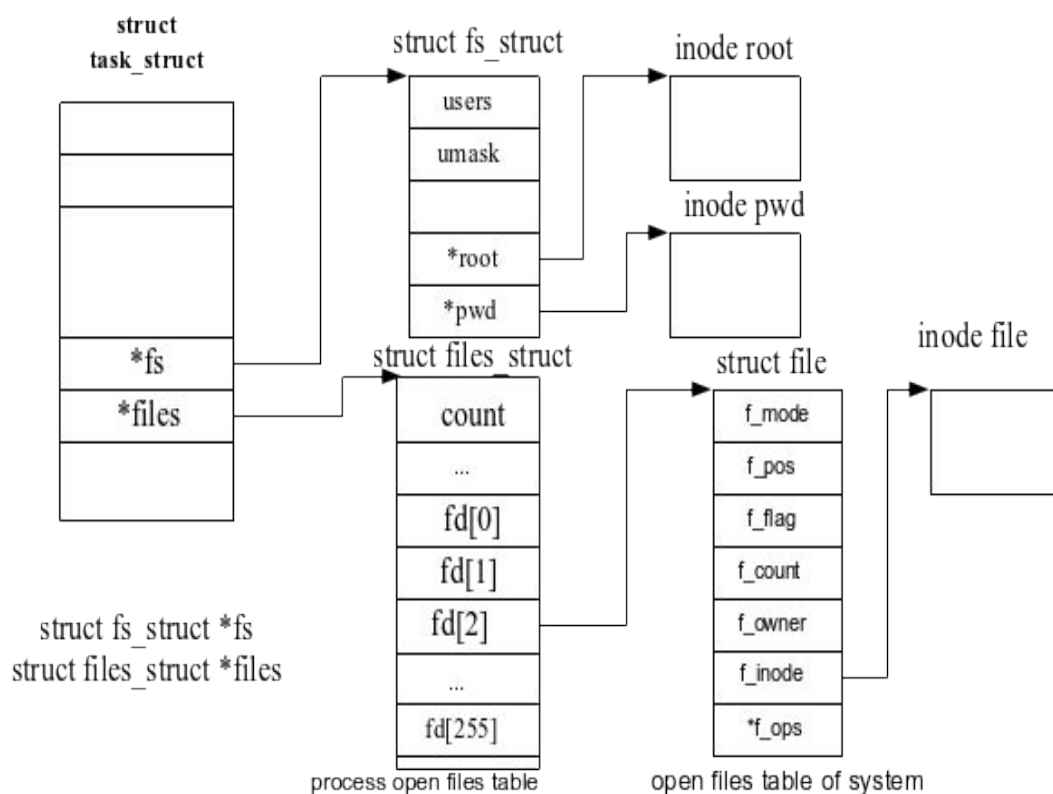 struct
task_struct
*fs
*files
struct fs_struct *fs
struct files_struct *files
struct fs_struct
users
umask
*root
*pwd
inode root
inode pwd
struct files_struct
count
...
fd[0]
fd[1]
fd[2]
...
fd[255]
process open files table
struct file
f_mode
f_pos
f_flag
f_count
f_owner
f_inode
*f_ops
open files table of system
inode file